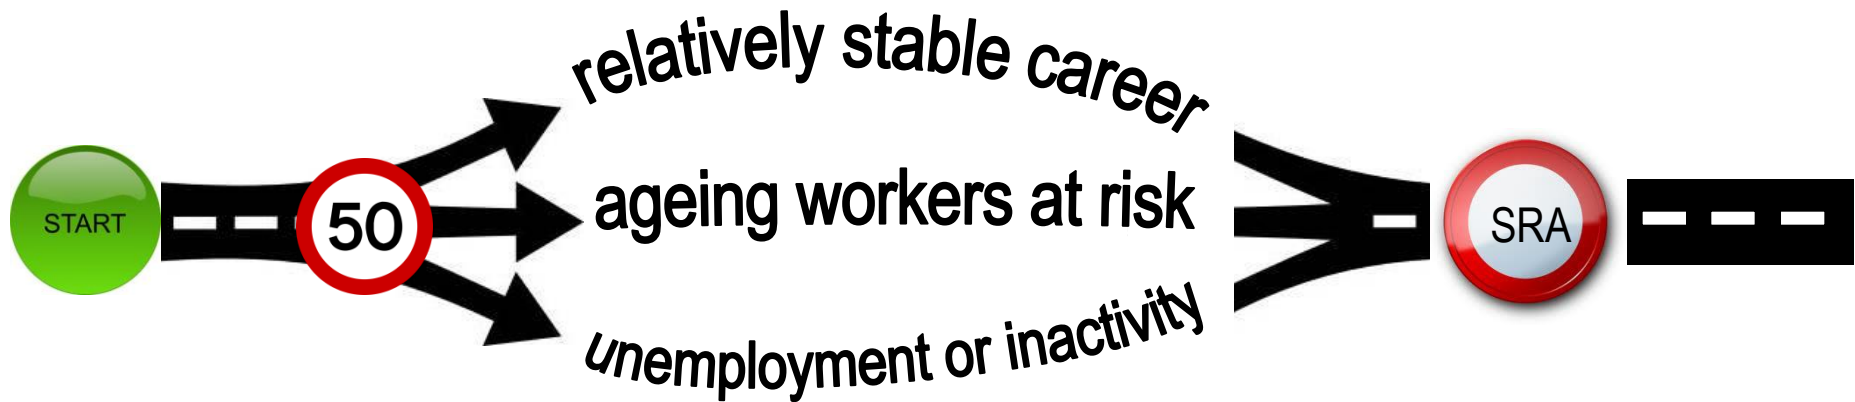 START
50
relatively stable career
ageing workers at risk
unemployment or inactivity
SRA